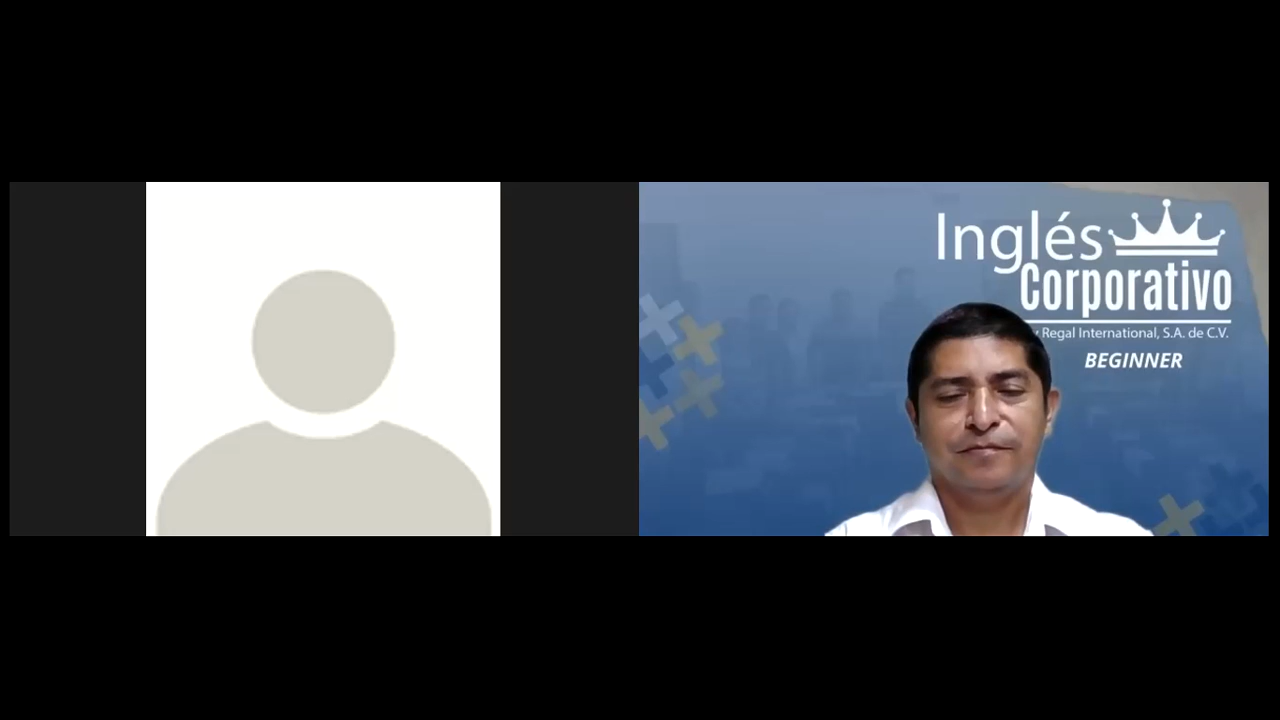 Inglés
Corporativo
Regal International, S.A. de C.V.
BEGINNER